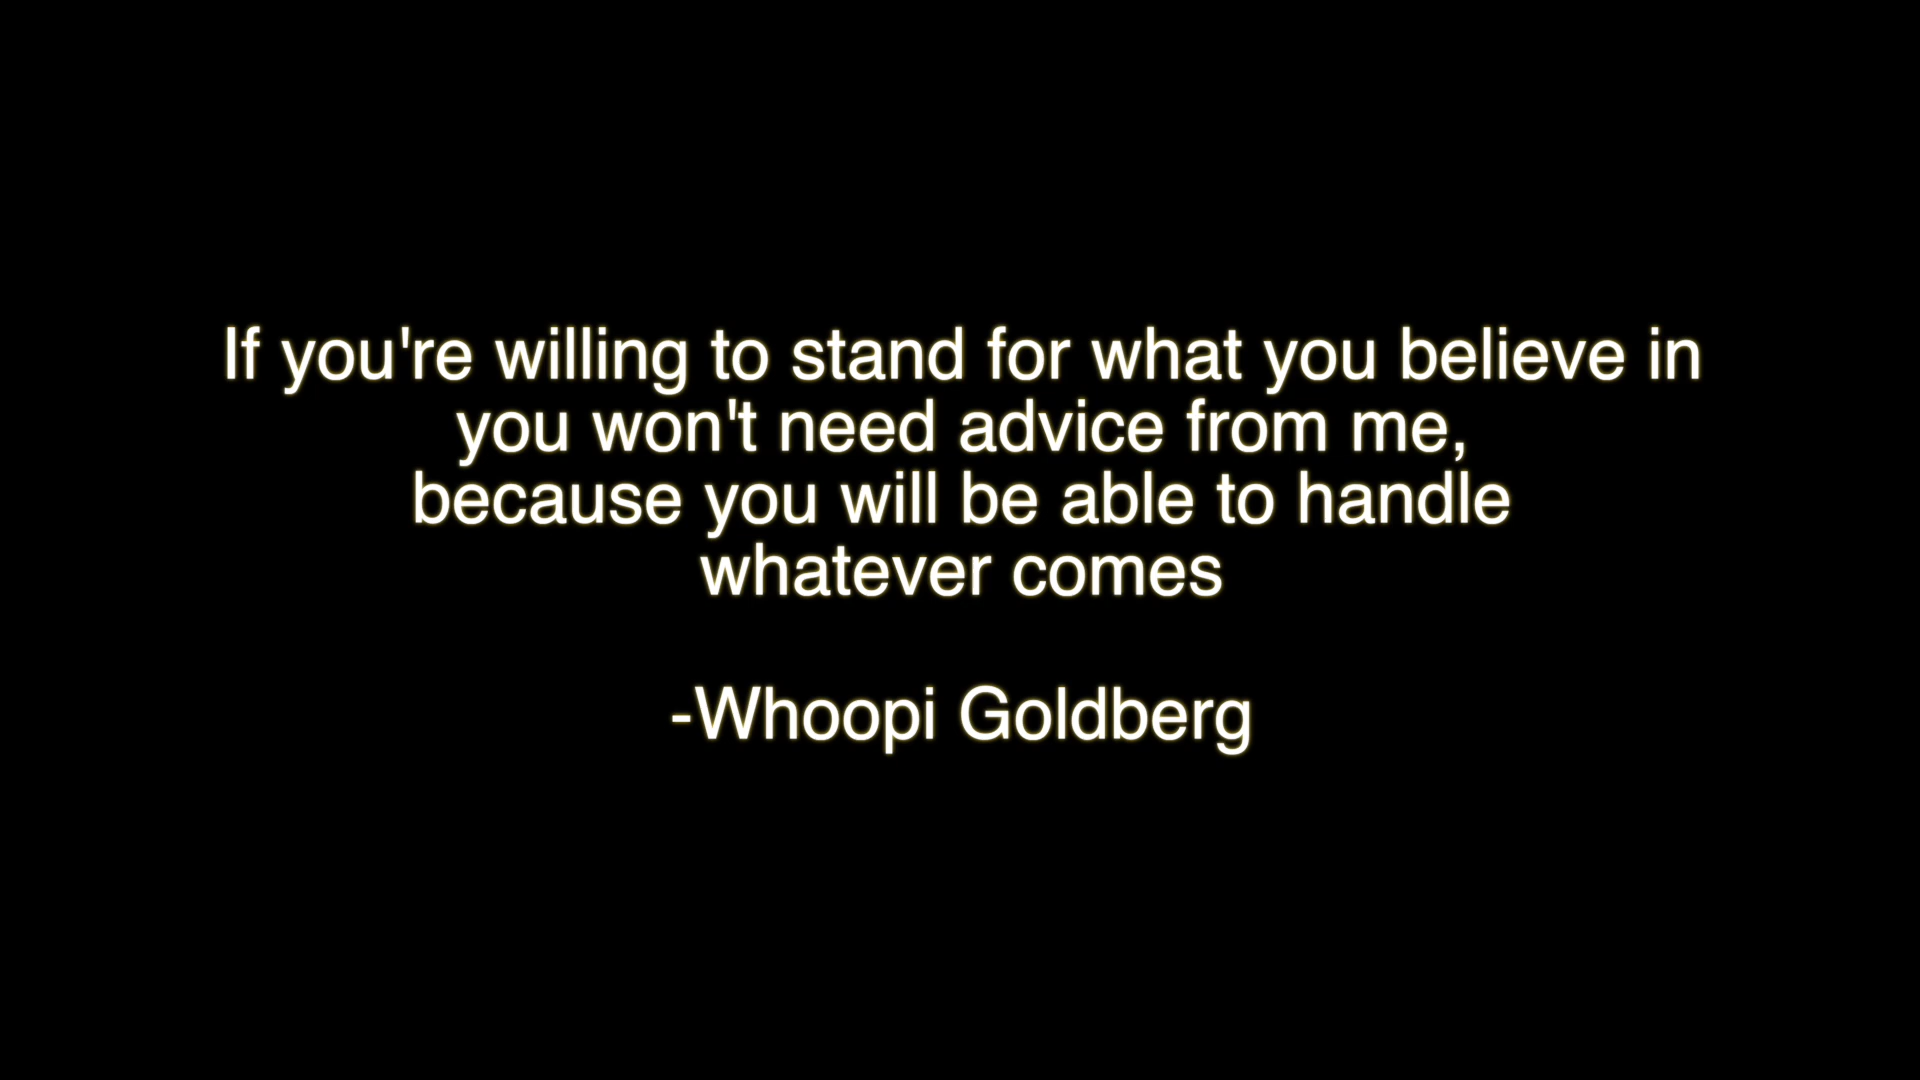 If you're willing to stand for what you believe in
you won't need advice from me,
because you will be able to handle
whatever comes
-Whoopi Goldberg